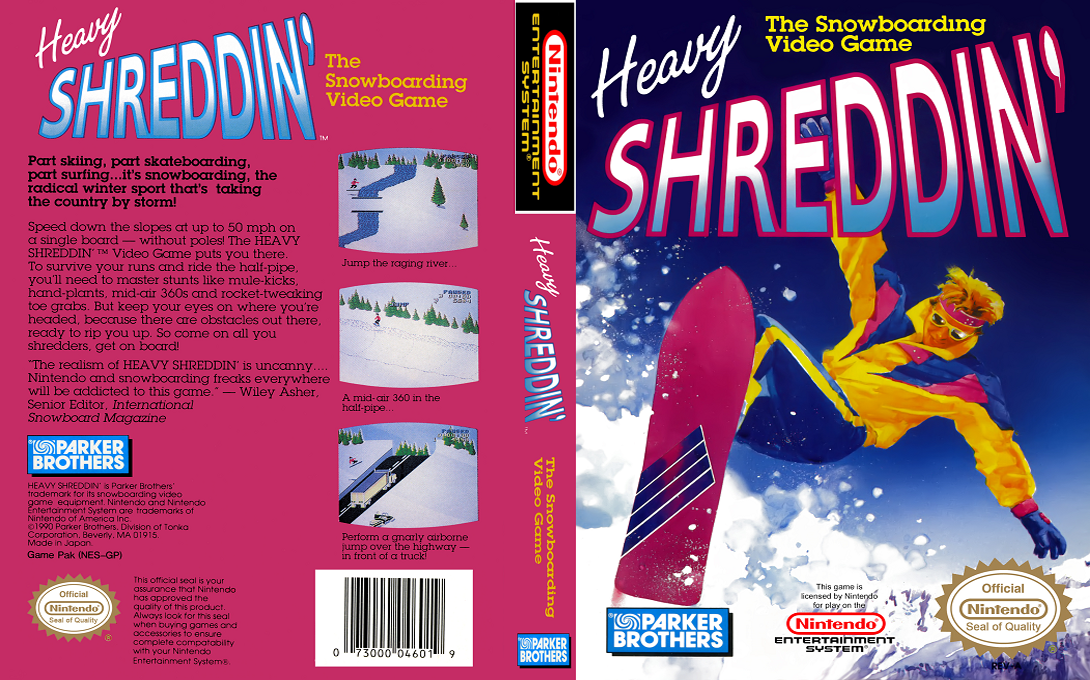 Heavy
SHREDDIN'
TM
The
Snowboarding
Video Game
Part skiing, part skateboarding,
part surfing...it's snowboarding, the
radical winter sport that's taking
the country by storm!
Speed down the slopes at up to 50 mph on
a single board — without poles! The HEAVY
SHREDDIN' ™ Video Game puts you there.
To survive your runs and ride the half-pipe,
you'll need to master stunts like mule-kicks,
hand-plants, mid-air 360s and rocket-tweaking
toe grabs. But keep your eyes on where you're
headed, because there are obstacles out there,
ready to rip you up. So come on all you
shredders, get on board!
"The realism of HEAVY SHREDDIN' is uncanny....
Nintendo and snowboarding freaks everywhere
will be addicted to this game." — Wiley Asher,
Senior Editor, International
Snowboard Magazine
PARKER
BROTHERS
HEAVY SHREDDIN' is Parker Brothers'
trademark for its snowboarding video
game equipment. Nintendo and Nintendo
Entertainment System are trademarks of
Nintendo of America Inc.
©1990 Parker Brothers, Division of Tonka
Corporation, Beverly, MA 01915.
Made in Japan.
Game Pak (NES-GP)
Official
Nintendo
Seal of Quality
®
This official seal is your
assurance that Nintendo
has approved the
quality of this product.
Always look for this seal
when buying games and
accessories to ensure
complete compatability
with your Nintendo
Entertainment System®.
Jump the raging river...
PAUSED
A mid-air 360 in the
half-pipe...
PAUSED
Perform a gnarly airborne
jump over the highway —
in front of a truck!
0 73000 04601 9
Nintendo®
ENTERTAINMENT
SYSTEM®
Heavy
SHREDDIN'
TM
The Snowboarding
Video Game
PARKER
BROTHERS
The Snowboarding
Video Game
Heavy
SHREDDIN'
PARKER
BROTHERS
This game is
licensed by Nintendo
for play on the
Nintendo
ENTERTAINMENT
SYSTEM®
Official
Nintendo
Seal of Quality
REV-A